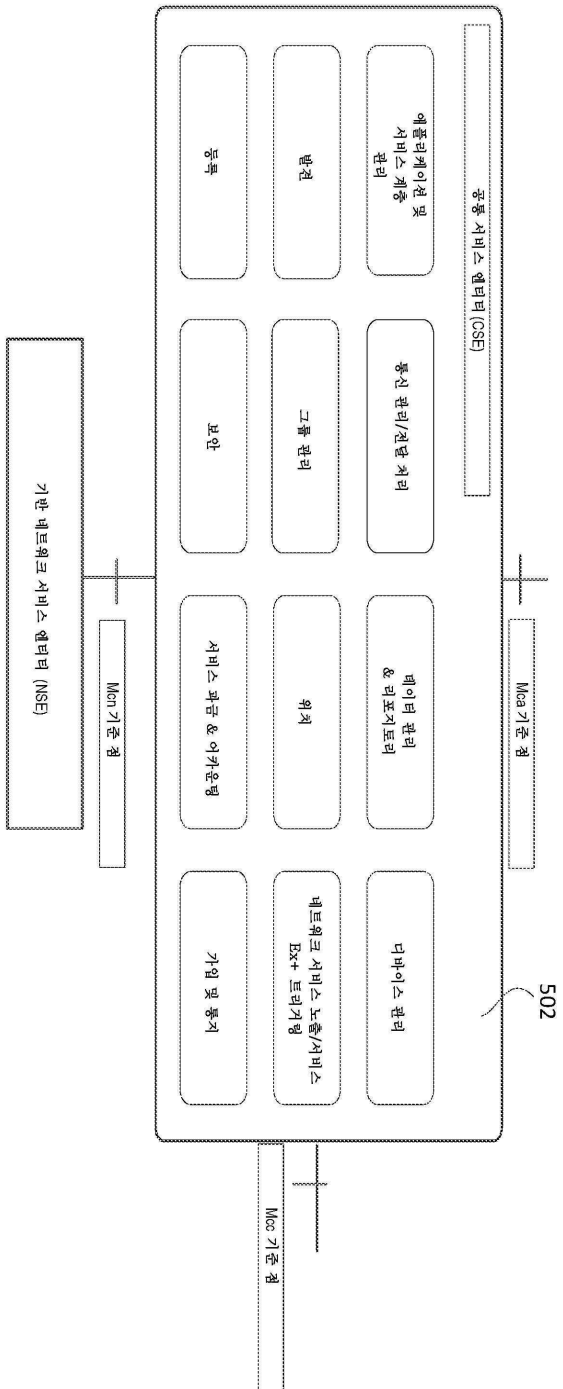 Mca 기준 점
502
공통 서비스 엔티티 (CSE)
애플리케이션 및
서비스 계층
관리
통신 관리/전달 처리
데이터 관리
& 리포지토리
디바이스 관리
발견
그룹 관리
위치
네트워크 서비스 노출/서비스
Ex+ 트리거링
등록
보안
서비스 과금 & 어카운팅
가입 및 통지
Mcc 기준 점
Mcn 기준 점
기반 네트워크 서비스 엔티티 (NSE)